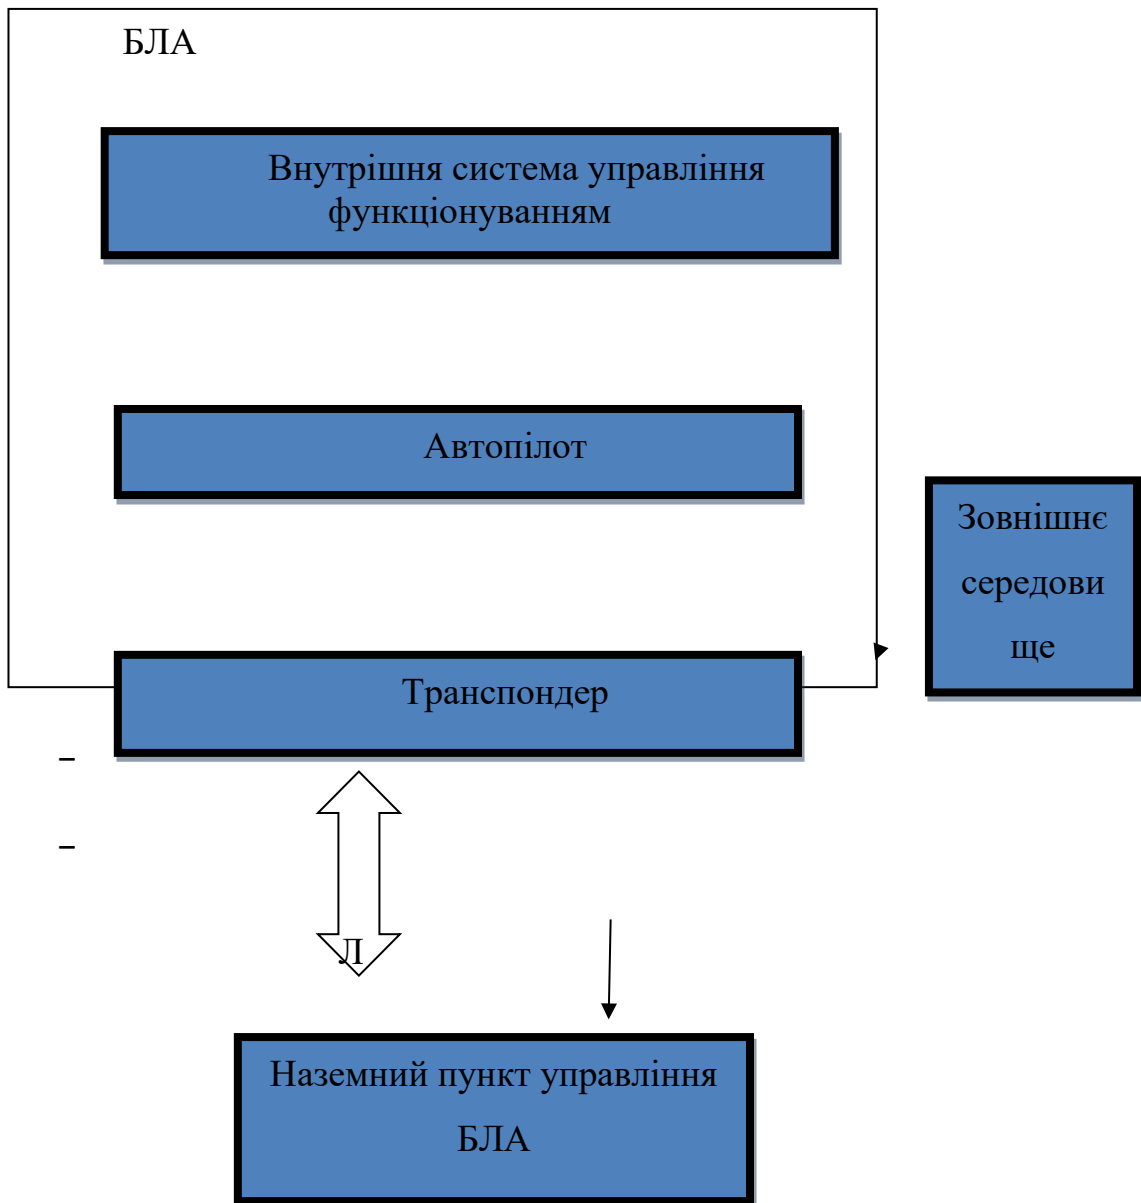 БЛА
Внутрішня система управління
функціонуванням
Автопілот
Зовнішнє
середови
ще
Транспондер
–
–
Л
Наземний пункт управління
БЛА